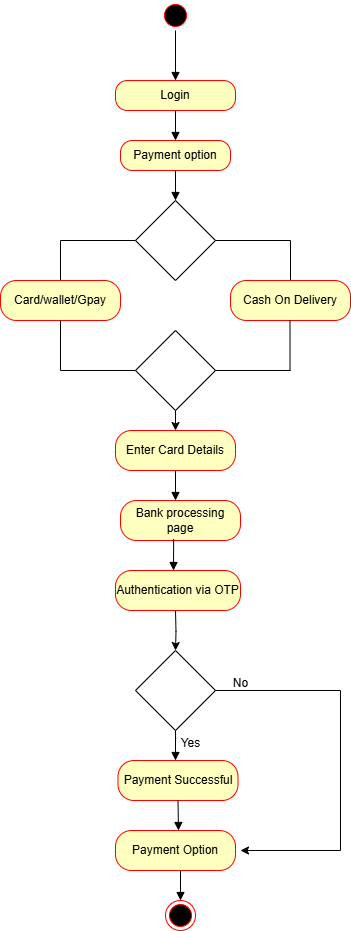 Login
Payment option
Card/wallet/Gpay
Cash On Delivery
Enter Card Details
Bank processing
page
Authentication via OTP
No
Yes
Payment Successful
Payment Option